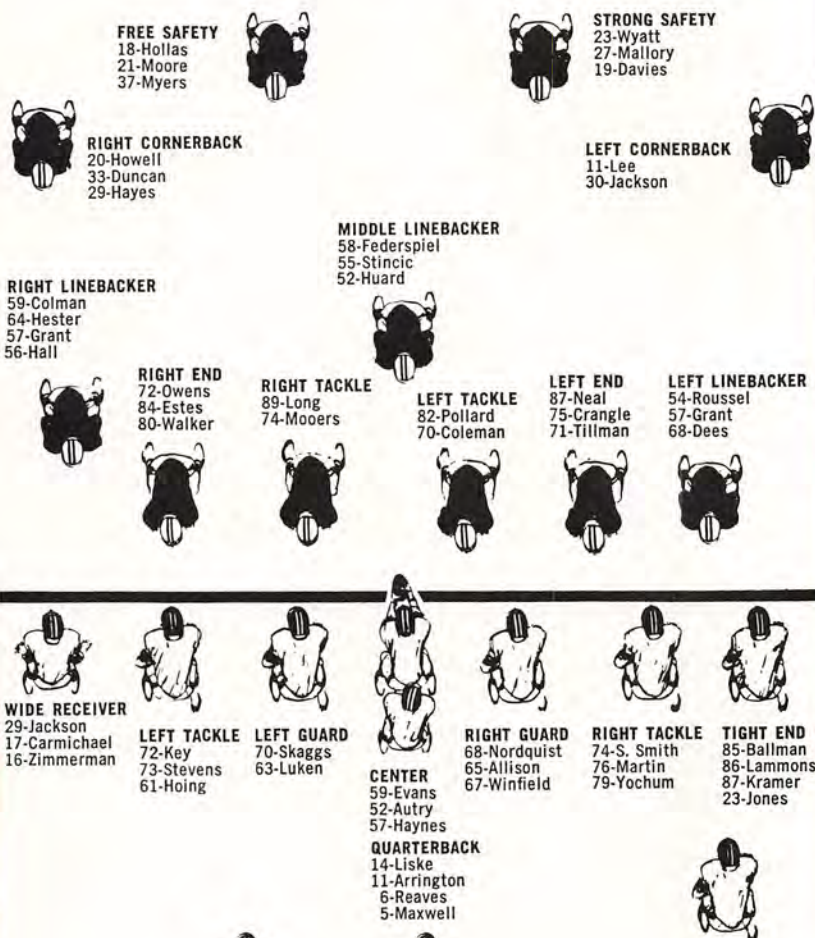 FREE SAFETY
18-Hollas
21-Moore
37-Myers
STRONG SAFETY
23-Wyatt
27-Mallory
19-Davies
RIGHT CORNERBACK
20-Howell
33-Duncan
29-Hayes
LEFT CORNERBACK
11-Lee
30-Jackson
MIDDLE LINEBACKER
58-Federspiel
55-Stincic
52-Huard
RIGHT LINEBACKER
59-Colman
64-Hester
57-Grant
56-Hall
RIGHT END
72-Owens
84-Estes
80-Walker
RIGHT TACKLE
89-Long
74-Mooers
LEFT TACKLE
82-Pollard
70-Coleman
LEFT END
87-Neal
75-Crangle
71-Tillman
LEFT LINEBACKER
54-Roussel
57-Grant
68-Dees
WIDE RECEIVER
29-Jackson
17-Carmichael
16-Zimmerman
LEFT TACKLE
72-Key
73-Stevens
61-Hoing
LEFT GUARD
70-Skaggs
63-Luken
CENTER
59-Evans
52-Autry
57-Haynes
RIGHT GUARD
68-Nordquist
65-Allison
67-Winfield
RIGHT TACKLE
74-S. Smith
76-Martin
79-Yochum
TIGHT END
85-Ballman
86-Lammons
87-Kramer
23-Jones
QUARTERBACK
14-Liske
11-Arrington
6-Reaves
5-Maxwell